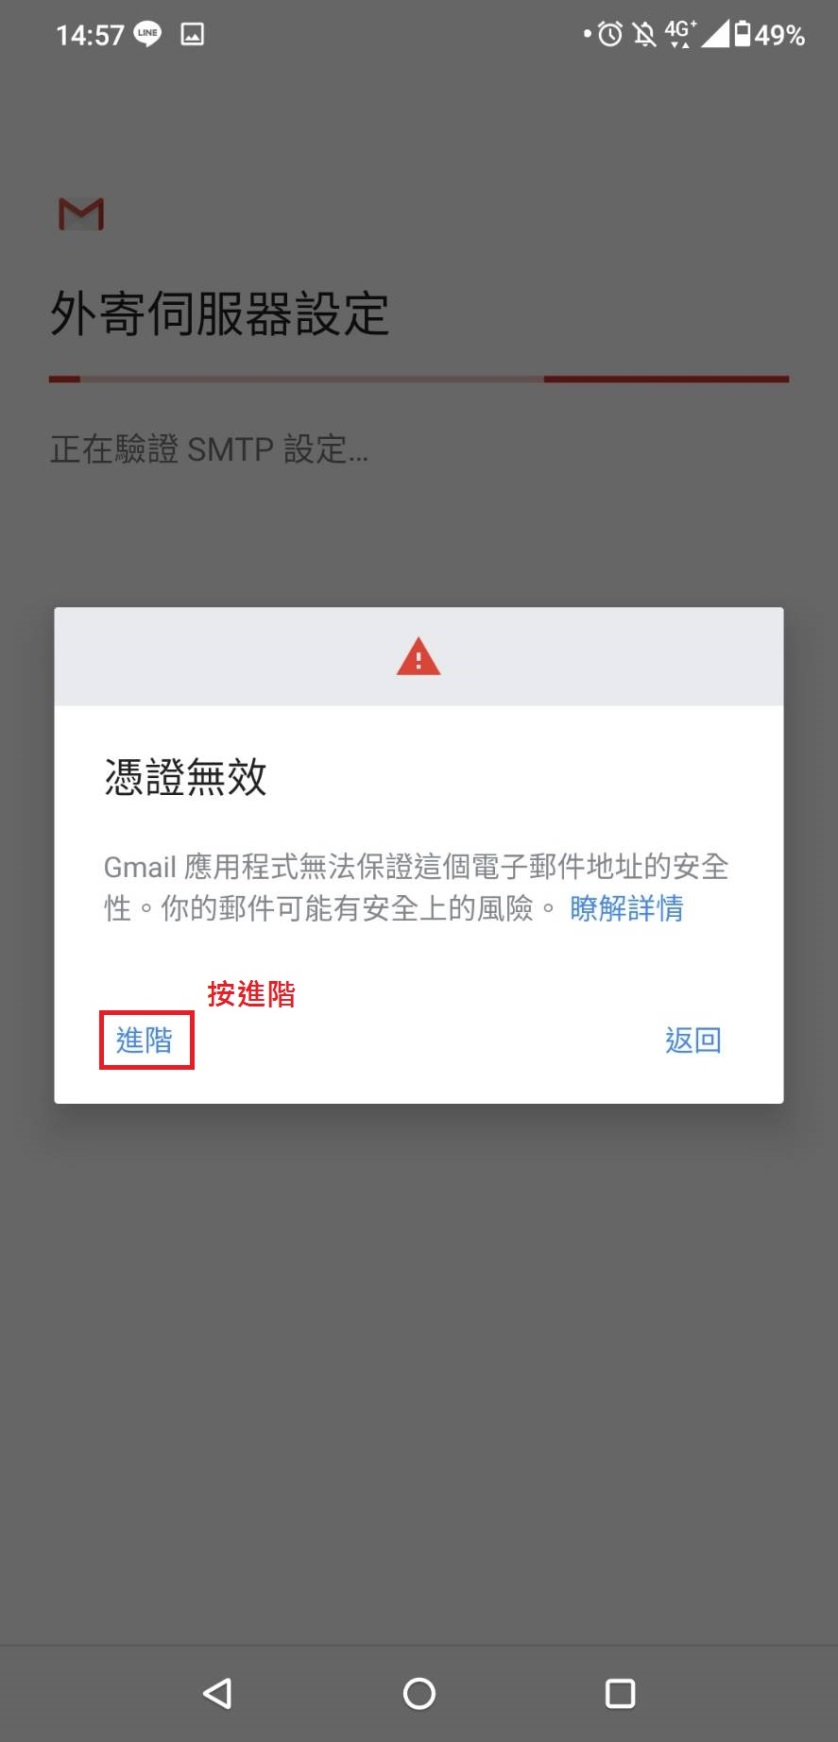 14:57 LINE 4G+ 49%
外寄伺服器設定
正在驗證 SMTP 設定...
憑證無效
Gmail 應用程式無法保證這個電子郵件地址的安全
性。你的郵件可能有安全上的風險。 瞭解詳情
按進階
進階 返回